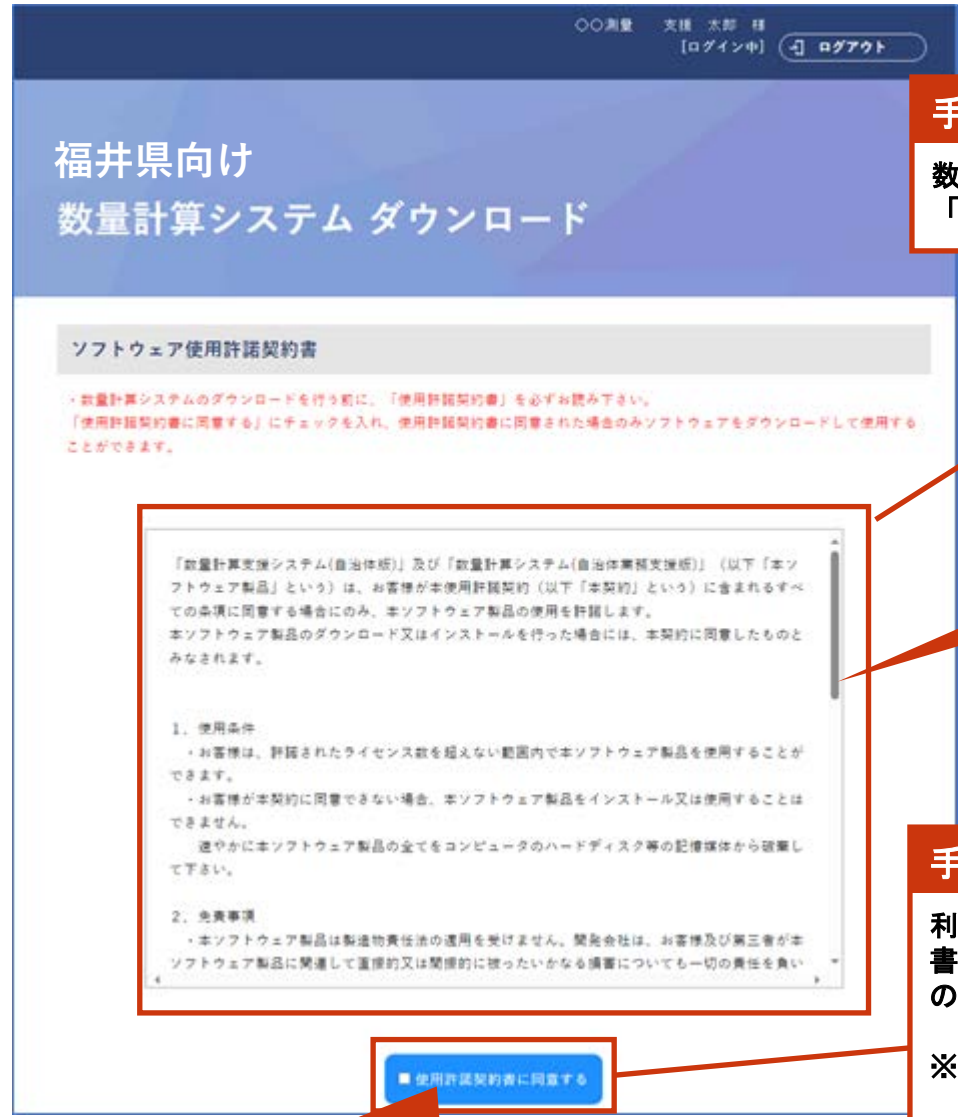 〇〇測量 支援 太郎 様
[ログイン中] ログアウト
福井県向け
数量計算システム ダウンロード
手
数
「
ソフトウェア使用許諾契約書
・数量計算システムのダウンロードを行う前に、「使用許諾契約書」を必ずお読み下さい。
「使用許諾契約書に同意する」にチェックを入れ、使用許諾契約書に同意された場合のみソフトウェアをダウンロードして使用する
ことができます。
「数量計算支援システム(自治体版)」及び「数量計算システム(自治体業務支援版)」（以下「本ソ
フトウェア製品」という）は、お客様が本使用許諾契約（以下「本契約」という）に含まれるすべ
ての条項に同意する場合にのみ、本ソフトウェア製品の使用を許諾します。
本ソフトウェア製品のダウンロード又はインストールを行った場合には、本契約に同意したものと
みなされます。
1．使用条件
・お客様は、許諾されたライセンス数を超えない範囲内で本ソフトウェア製品を使用することが
できます。
・お客様が本契約に同意できない場合、本ソフトウェア製品をインストール又は使用することは
できません。
速やかに本ソフトウェア製品の全てをコンピュータのハードディスク等の記憶媒体から破棄し
て下さい。
2．免責事項
・本ソフトウェア製品は製造物責任法の適用を受けません。開発会社は、お客様及び第三者が本
ソフトウェア製品に関連して直接的又は間接的に被ったいかなる損害についても一切の責任を負い
手
利
書
の
※
使用許諾契約書に同意する